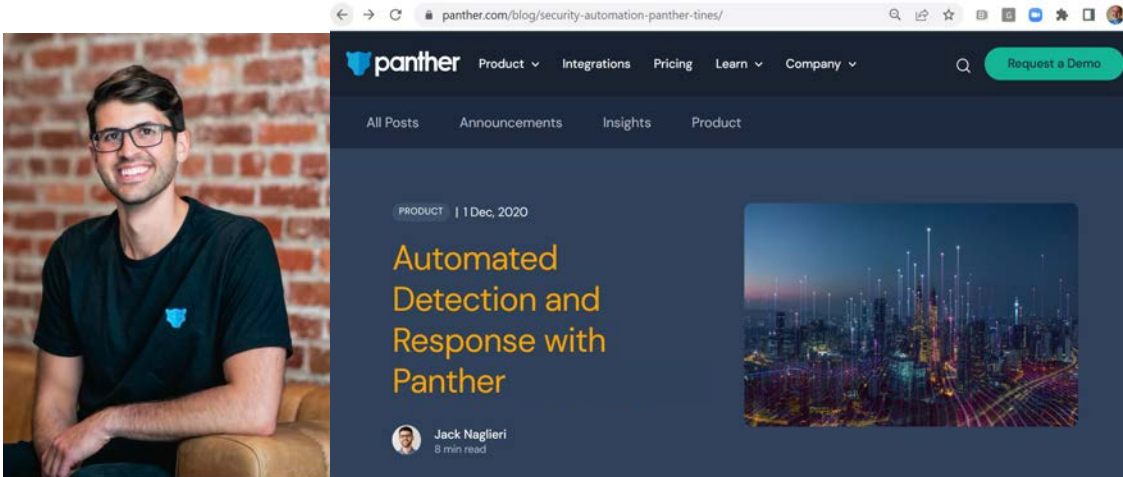 panther.com/blog/security-automation-panther-tines/
panther Product Integrations Pricing Learn Company Request a Demo
All Posts Announcements Insights Product
PRODUCT | 1 Dec, 2020
Automated
Detection and
Response with
Panther
Jack Naglieri
8 min read